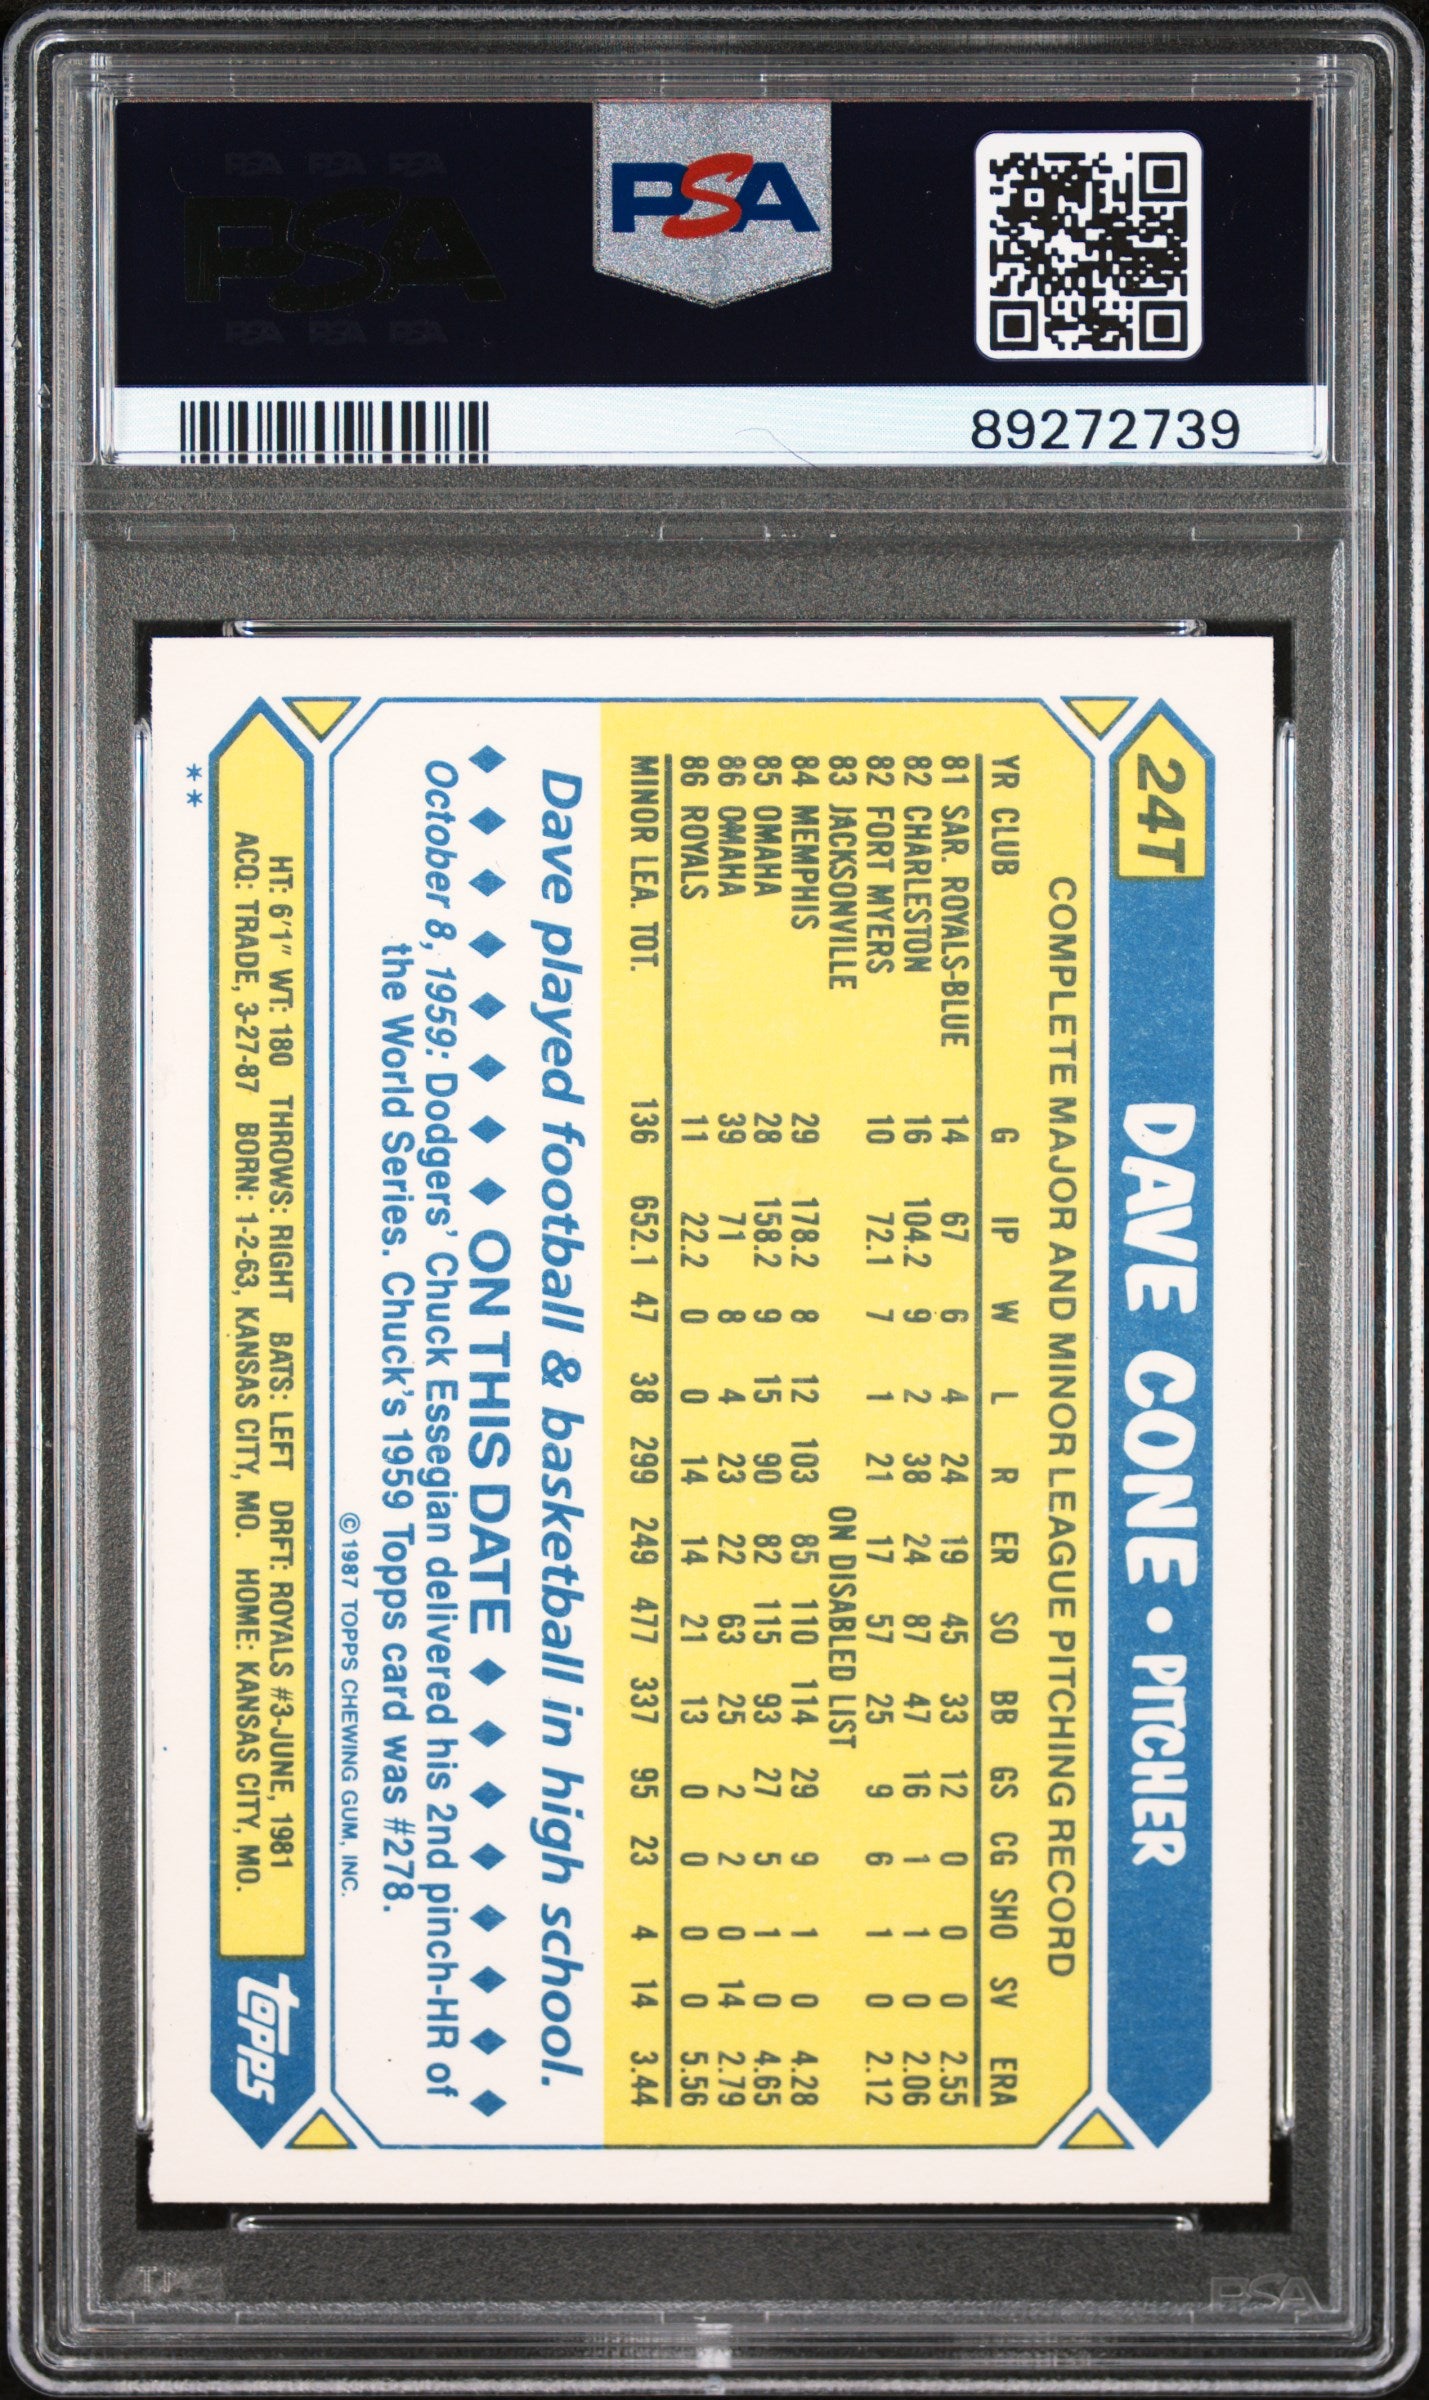 PSA PSA PSA
PSA
PSA PSA PSA
PSA
89272739
24T DAVE CONE • PITCHER
COMPLETE MAJOR AND MINOR LEAGUE PITCHING RECORD
YR CLUB G IP W L R ER SO BB GS CG SHO SV ERA
81 SAR. ROYALS-BLUE 14 67 6 4 24 19 45 33 12 0 0 0 2.55
82 CHARLESTON 16 104.2 9 2 38 24 87 47 16 1 1 0 2.06
82 FORT MYERS 10 72.1 7 1 21 17 57 25 9 6 1 0 2.12
83 JACKSONVILLE ON DISABLED LIST
84 MEMPHIS 29 178.2 8 12 103 85 110 114 29 9 1 0 4.28
85 OMAHA 28 158.2 9 15 90 82 115 93 27 5 1 0 4.65
86 OMAHA 39 71 8 4 23 22 63 25 2 2 0 14 2.79
86 ROYALS 11 22.2 0 0 14 14 21 13 0 0 0 0 5.56
MINOR LEA. TOT. 136 652.1 47 38 299 249 477 337 95 23 4 14 3.44
Dave played football & basketball in high school.
ON THIS DATE
October 8, 1959: Dodgers' Chuck Essegian delivered his 2nd pinch-HR of
the World Series. Chuck's 1959 Topps card was #278.
© 1987 TOPPS CHEWING GUM, INC.
HT: 6'1" WT: 180 THROWS: RIGHT BATS: LEFT DRFT: ROYALS #3-JUNE, 1981
ACQ: TRADE, 3-27-87 BORN: 1-2-63, KANSAS CITY, MO. HOME: KANSAS CITY, MO.
topps
**
PSA